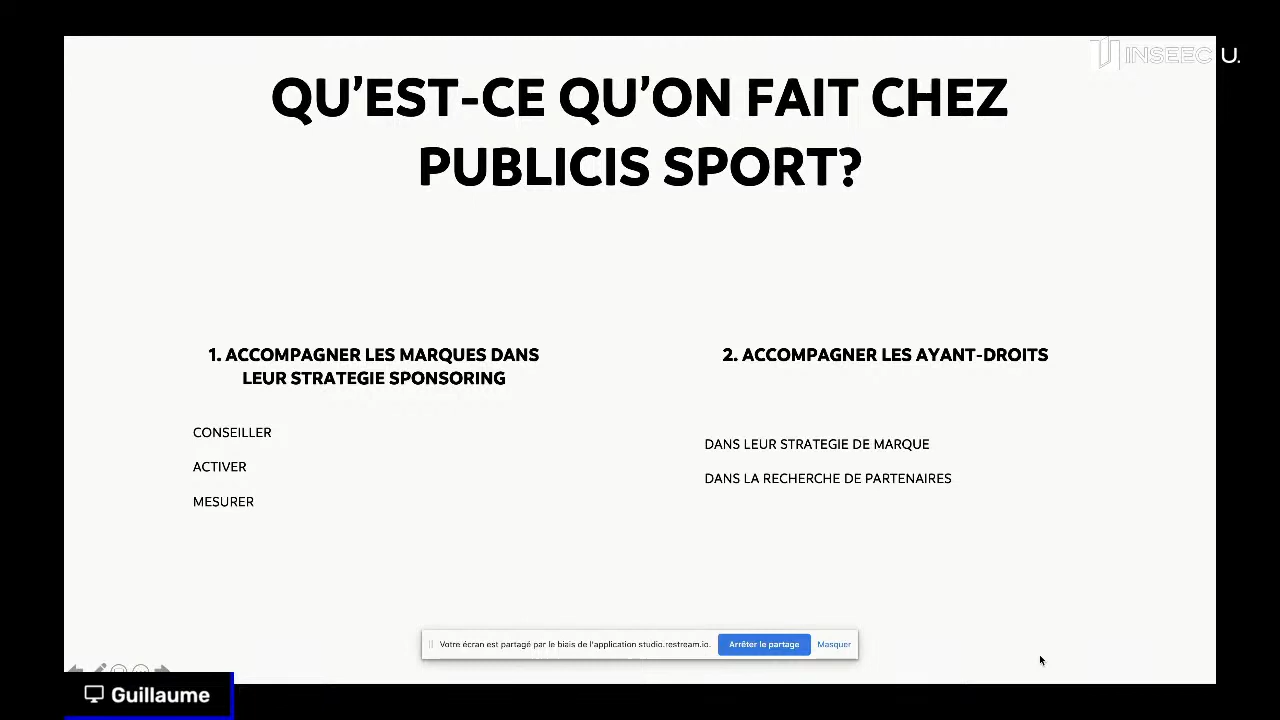 INSEEC U.
QU’EST-CE QU’ON FAIT CHEZ
PUBLICIS SPORT?
1. ACCOMPAGNER LES MARQUES DANS
LEUR STRATEGIE SPONSORING
CONSEILLER
ACTIVER
MESURER
2. ACCOMPAGNER LES AYANT-DROITS
DANS LEUR STRATEGIE DE MARQUE
DANS LA RECHERCHE DE PARTENAIRES
Votre écran est partagé par le biais de l'application studio.restream.io. Arrêter le partage Masquer
Guillaume